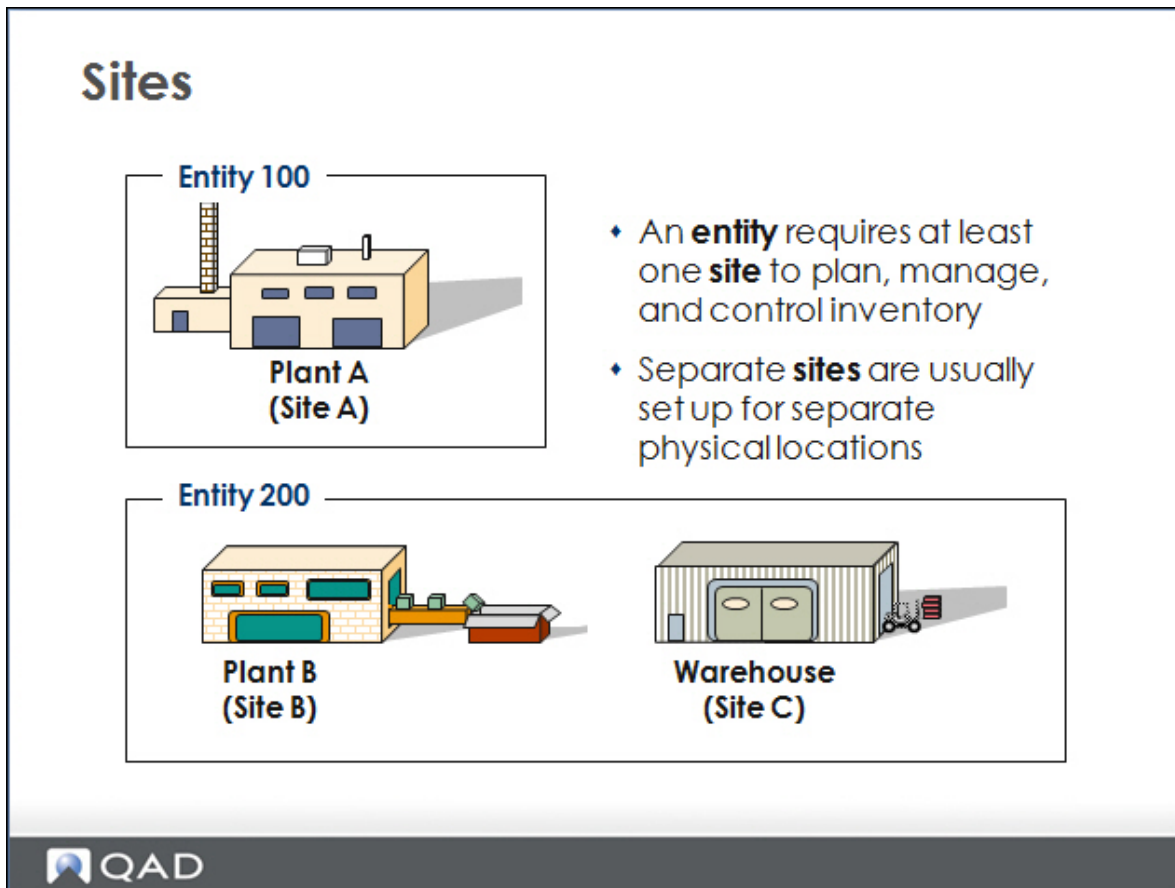 Sites
Entity 100
Plant A
(Site A)
An entity requires at least
one site to plan, manage,
and control inventory
Separate sites are usually
set up for separate
physical locations
Entity 200
Plant B
(Site B)
Warehouse
(Site C)
QAD